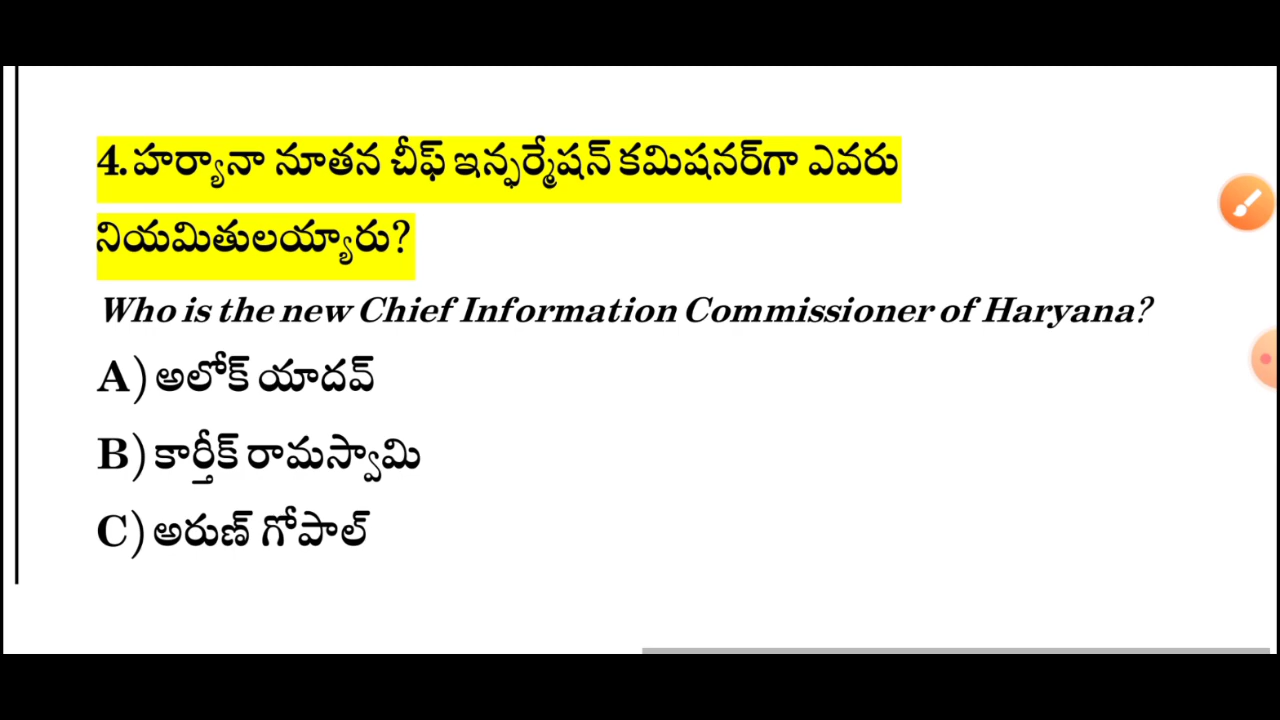 4. హర్యానా నూతన చీఫ్ ఇన్ఫర్మేషన్ కమిషనర్‌గా ఎవరు
నియమితులయ్యారు?
Who is the new Chief Information Commissioner of Haryana?
A) అలోక్ యాదవ్
B) కార్తీక్ రామస్వామి
C) అరుణ్ గోపాల్